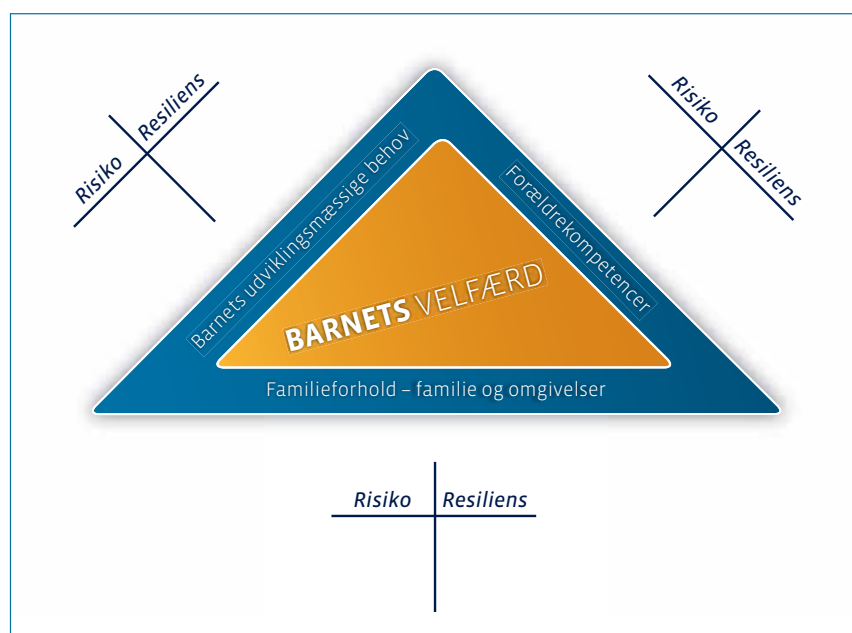 Risiko Resiliens
Risiko Resiliens
Barnets udviklingsmæssige behov
Forældrekompetencer
BARNETS VELFÆRD
Familieforhold – familie og omgivelser
Risiko Resiliens